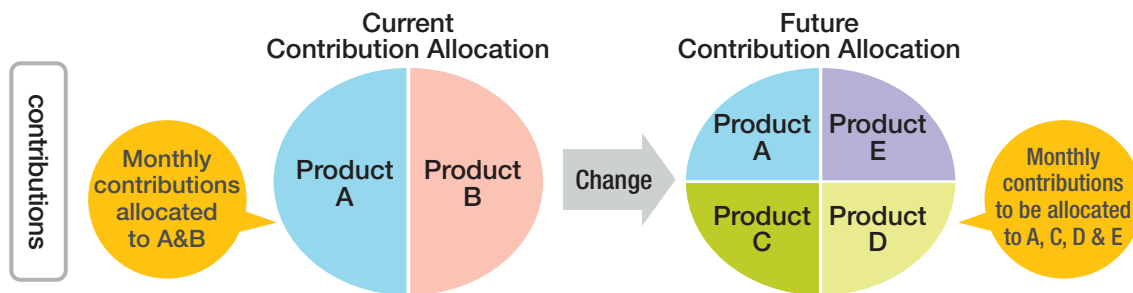 contributions
Current
Contribution Allocation
Monthly
contributions
allocated
to A&B
Product
A
Product
B
Change
Future
Contribution Allocation
Product
A
Product
E
Product
C
Product
D
Monthly
contributions
to be allocated
to A, C, D & E